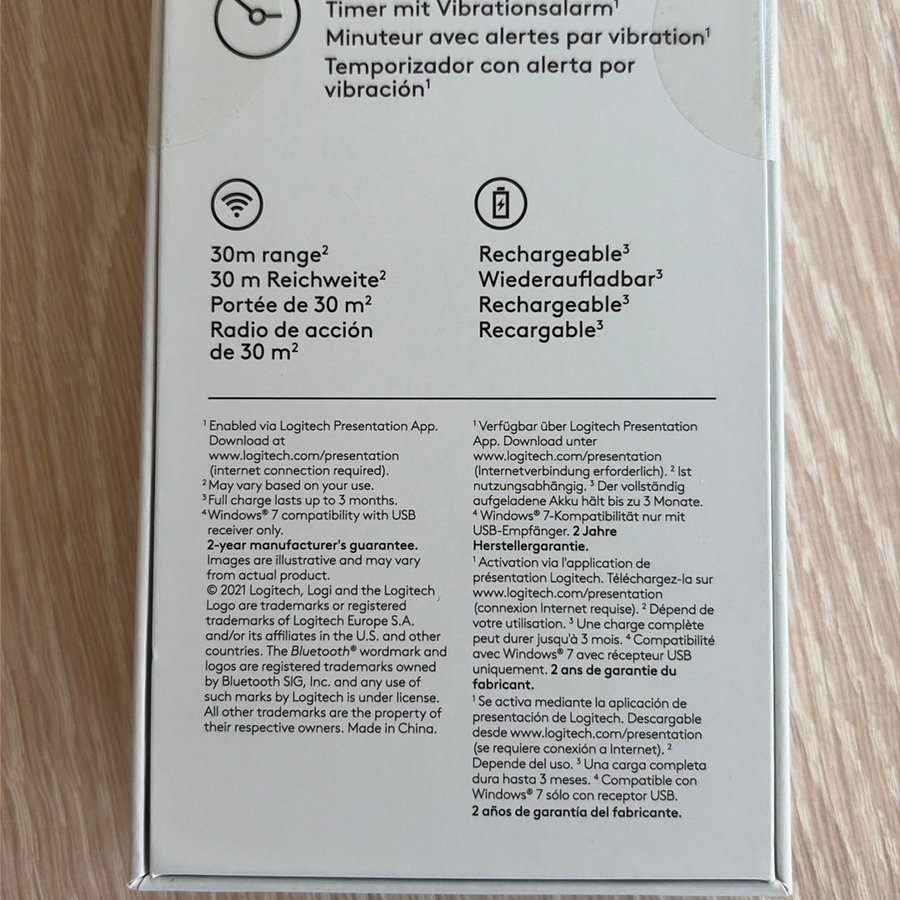 Timer mit Vibrationsalarm¹
Minuteur avec alertes par vibration¹
Temporizador con alerta por
vibración¹
30m range²
30 m Reichweite²
Portée de 30 m²
Radio de acción
de 30 m²
Rechargeable³
Wiederaufladbar³
Rechargeable³
Recargable³
¹ Enabled via Logitech Presentation App.
Download at
www.logitech.com/presentation
(internet connection required).
² May vary based on your use.
³ Full charge lasts up to 3 months.
⁴ Windows® 7 compatibility with USB
receiver only.
2-year manufacturer's guarantee.
Images are illustrative and may vary
from actual product.
© 2021 Logitech, Logi and the Logitech
Logo are trademarks or registered
trademarks of Logitech Europe S.A.
and/or its affiliates in the U.S. and other
countries. The Bluetooth® wordmark and
logos are registered trademarks owned
by Bluetooth SIG, Inc. and any use of
such marks by Logitech is under license.
All other trademarks are the property of
their respective owners. Made in China.
¹ Verfügbar über Logitech Presentation
App. Download unter
www.logitech.com/presentation
(Internetverbindung erforderlich). ² Ist
nutzungsabhängig. ³ Der vollständig
aufgeladene Akku hält bis zu 3 Monate.
⁴ Windows® 7-Kompatibilität nur mit
USB-Empfänger. 2 Jahre
Herstellergarantie.
¹ Activation via l'application de
présentation Logitech. Téléchargez-la sur
www.logitech.com/presentation
(connexion Internet requise). ² Dépend de
votre utilisation. ³ Une charge complète
peut durer jusqu'à 3 mois. ⁴ Compatibilité
avec Windows® 7 avec récepteur USB
uniquement. 2 ans de garantie du
fabricant.
¹ Se activa mediante la aplicación de
presentación de Logitech. Descargable
desde www.logitech.com/presentation
(se requiere conexión a Internet). ²
Depende del uso. ³ Una carga completa
dura hasta 3 meses. ⁴ Compatible con
Windows® 7 sólo con receptor USB.
2 años de garantía del fabricante.